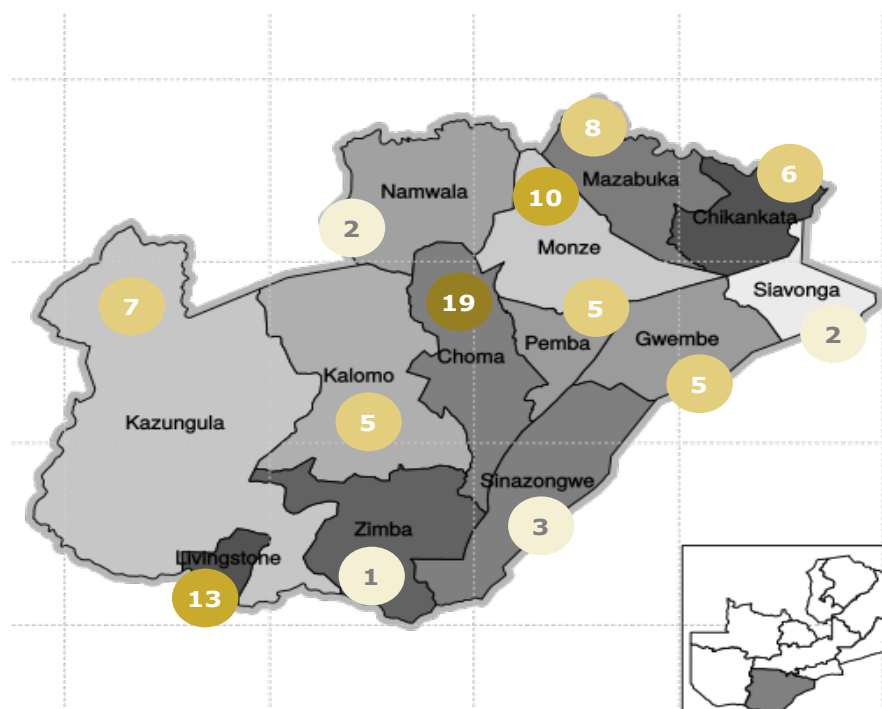 8
6
Mazabuka
Namwala
10
Chikankata
2
Monze
Siavonga
7
19
5
2
Pemba
Gwembe
Choma
Kalomo
5
5
Kazungula
Sinazongwe
3
Zimba
Livingstone
1
13